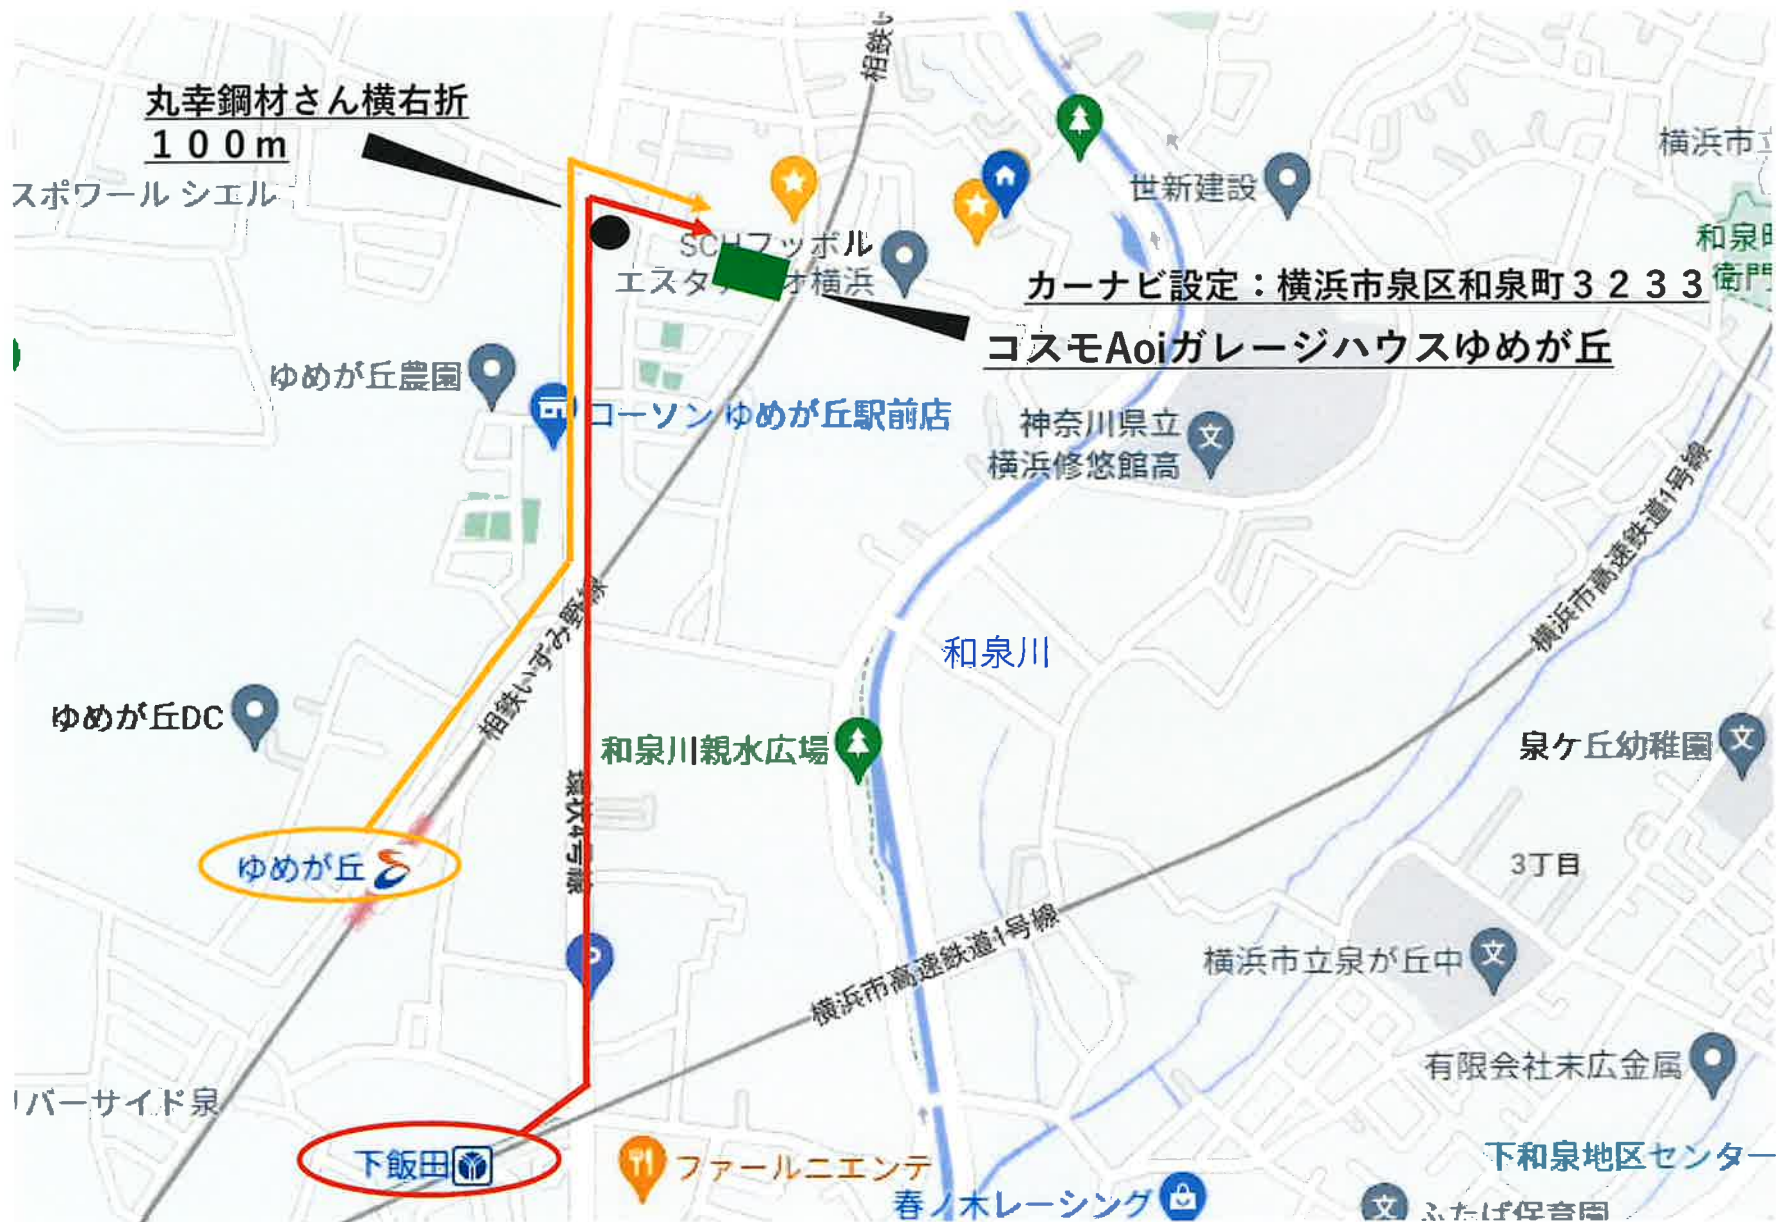 相鉄い
丸幸鋼材さん横右折
１００ｍ
横浜市立
スポワール シエル
世新建設
和泉町
衛門
SCHフッボル
エスタ
オ横浜
カーナビ設定：横浜市泉区和泉町３２３３
コスモAoiガレージハウスゆめが丘
ゆめが丘農園
ローソン ゆめが丘駅前店
神奈川県立
横浜修悠館高
横浜市高速鉄道1号線
相鉄いずみ野線
和泉川
ゆめが丘DC
和泉川親水広場
泉ケ丘幼稚園
環状4号線
ゆめが丘
3丁目
横浜市高速鉄道1号線
横浜市立泉が丘中
有限会社末広金属
リバーサイド泉
下飯田
ファールニエンテ
下和泉地区センター
春ノ木レーシング
ふたば保育園
文
文
文
文